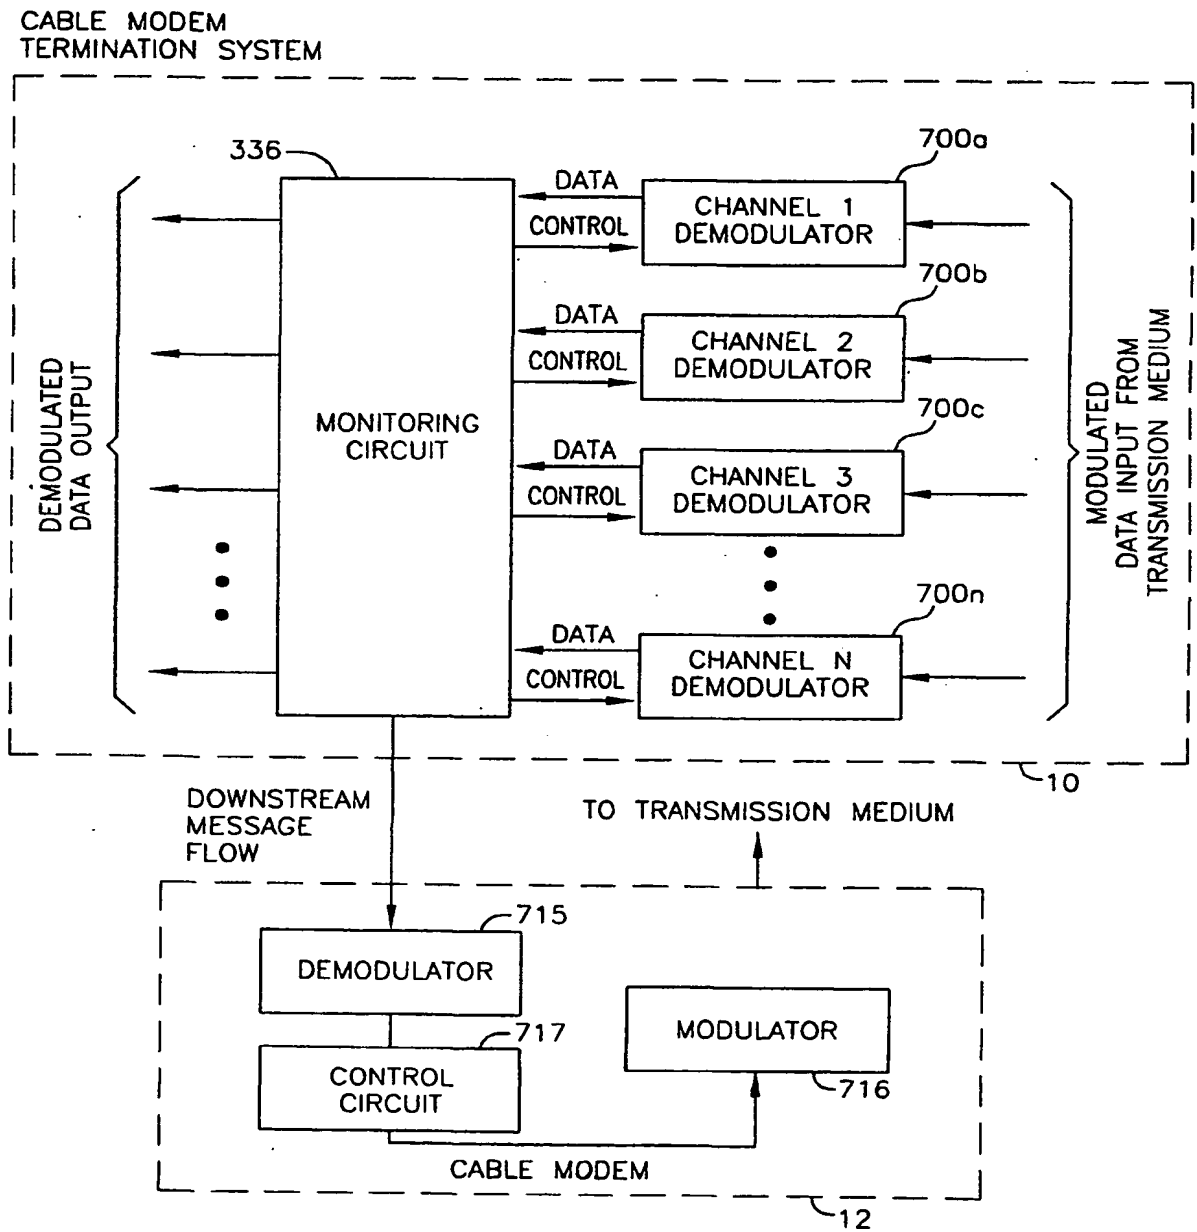 CABLE MODEM
TERMINATION SYSTEM
336
700a
DATA
CONTROL
CHANNEL 1
DEMODULATOR
700b
DATA
CONTROL
CHANNEL 2
DEMODULATOR
DEMODULATED
DATA OUTPUT
MONITORING
CIRCUIT
700c
DATA
CONTROL
CHANNEL 3
DEMODULATOR
MODULATED
DATA INPUT FROM
TRANSMISSION MEDIUM
700n
DATA
CONTROL
CHANNEL N
DEMODULATOR
10
DOWNSTREAM
MESSAGE
FLOW
TO TRANSMISSION MEDIUM
715
DEMODULATOR
717
CONTROL
CIRCUIT
MODULATOR
716
CABLE MODEM
12